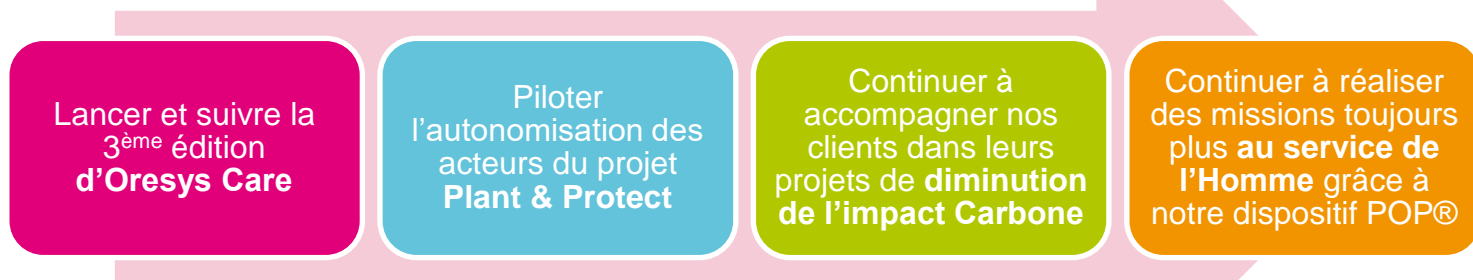 Lancer et suivre la
3ème édition
d’Oresys Care
Piloter
l’autonomisation des
acteurs du projet
Plant & Protect
Continuer à
accompagner nos
clients dans leurs
projets de diminution
de l’impact Carbone
Continuer à réaliser
des missions toujours
plus au service de
l’Homme grâce à
notre dispositif POP®